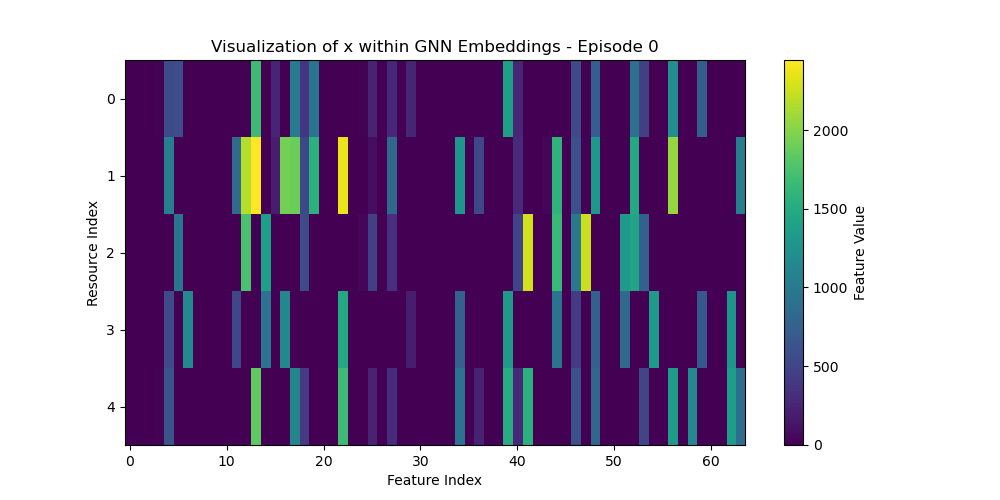 Visualization of x within GNN Embeddings - Episode 0
Resource Index
0
1
2
3
4
0 10 20 30 40 50 60
Feature Index
2000
1500
1000
500
0
Feature Value